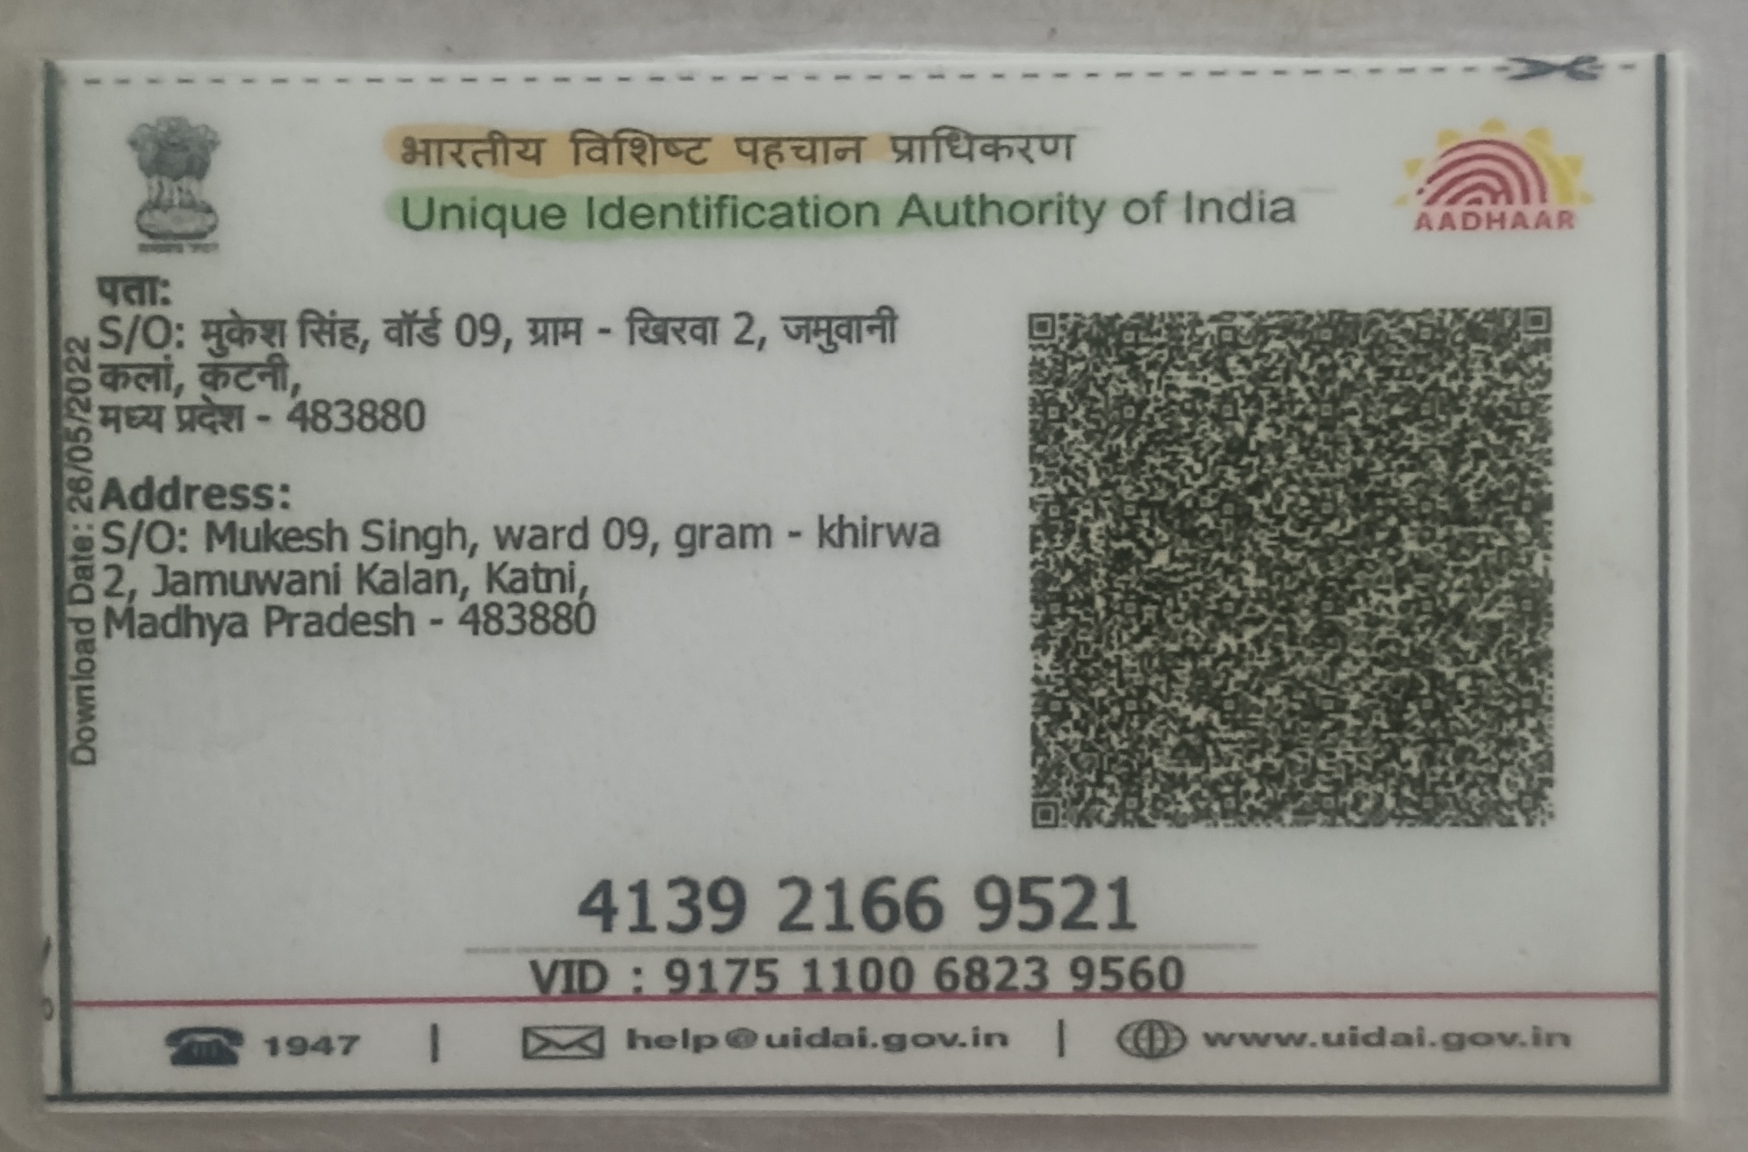 भारतीय विशिष्ट पहचान प्राधिकरण
Unique Identification Authority of India
AADHAAR
पता:
S/O: मुकेश सिंह, वॉर्ड 09, ग्राम - खिरवा 2, जमुवानी
कलां, कटनी,
मध्य प्रदेश - 483880
Address:
S/O: Mukesh Singh, ward 09, gram - khirwa
2, Jamuwani Kalan, Katni,
Madhya Pradesh - 483880
Download Date: 26/05/2022
4139 2166 9521
VID : 9175 1100 6823 9560
1947 | help@uidai.gov.in | www.uidai.gov.in